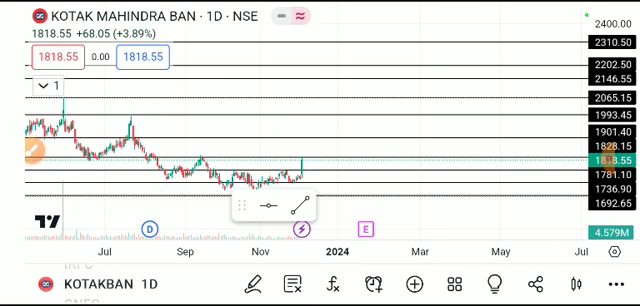 KOTAK MAHINDRA BAN · 1D · NSE
1818.55 +68.05 (+3.89%)
1818.55 0.00 1818.55
1
2400.00
2310.50
2202.50
2146.55
2065.15
1993.45
1901.40
1828.15
1818.55
1781.10
1736.90
1692.65
4.579M
D
E
Jul Sep Nov 2024 Mar May Jul
KOTAKBANK 1D